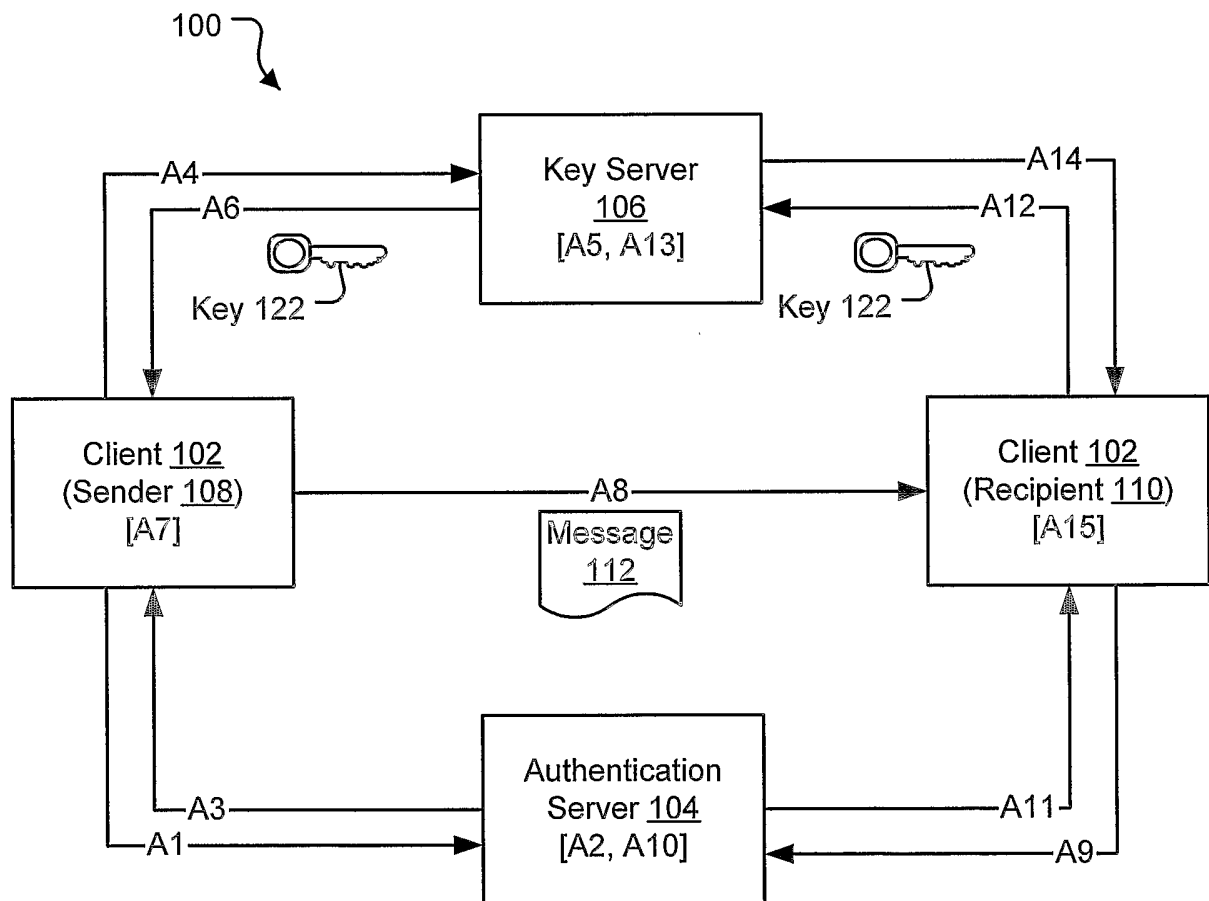 100
Key Server
106
[A5, A13]
A4
A14
A6
A12
Key 122
Key 122
Client 102
(Sender 108)
[A7]
Client 102
(Recipient 110)
[A15]
A8
Message
112
Authentication
Server 104
[A2, A10]
A3
A11
A1
A9